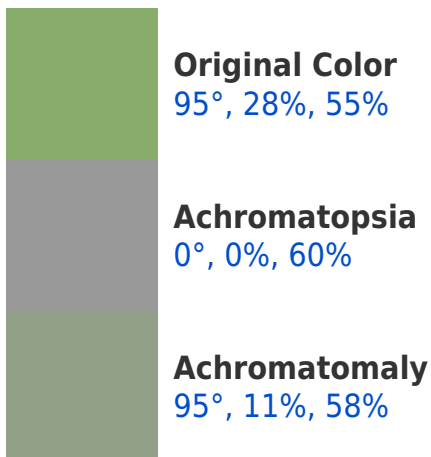 Original Color
95°, 28%, 55%
Achromatopsia
0°, 0%, 60%
Achromatomaly
95°, 11%, 58%